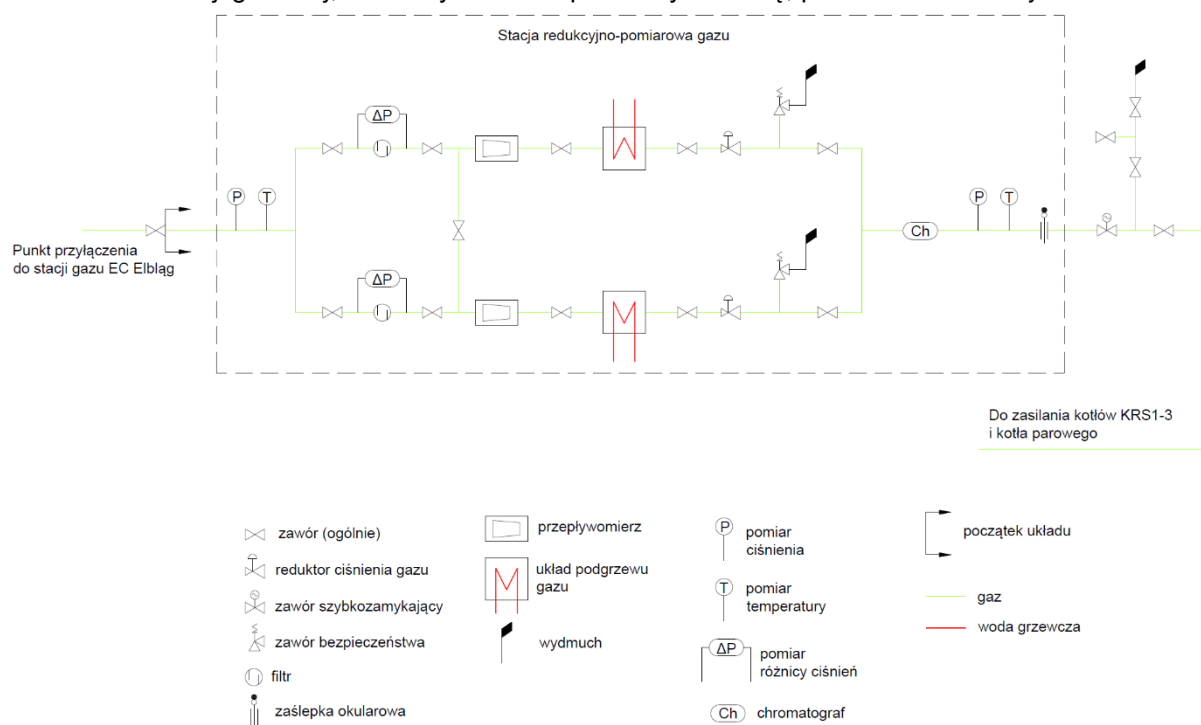 Stacja redukcyjno-pomiarowa gazu
ΔP
P
T
Punkt przyłączenia
do stacji gazu EC Elbląg
ΔP
Ch
P
T
Do zasilania kotłów KRS1-3
i kotła parowego
zawór (ogólnie)
reduktor ciśnienia gazu
zawór szybkozamykający
zawór bezpieczeństwa
filtr
zaślepka okularowa
przepływomierz
układ podgrzewu
gazu
wydmuch
P
pomiar
ciśnienia
T
pomiar
temperatury
ΔP
pomiar
różnicy ciśnień
Ch
chromatograf
początek układu
gaz
woda grzewcza